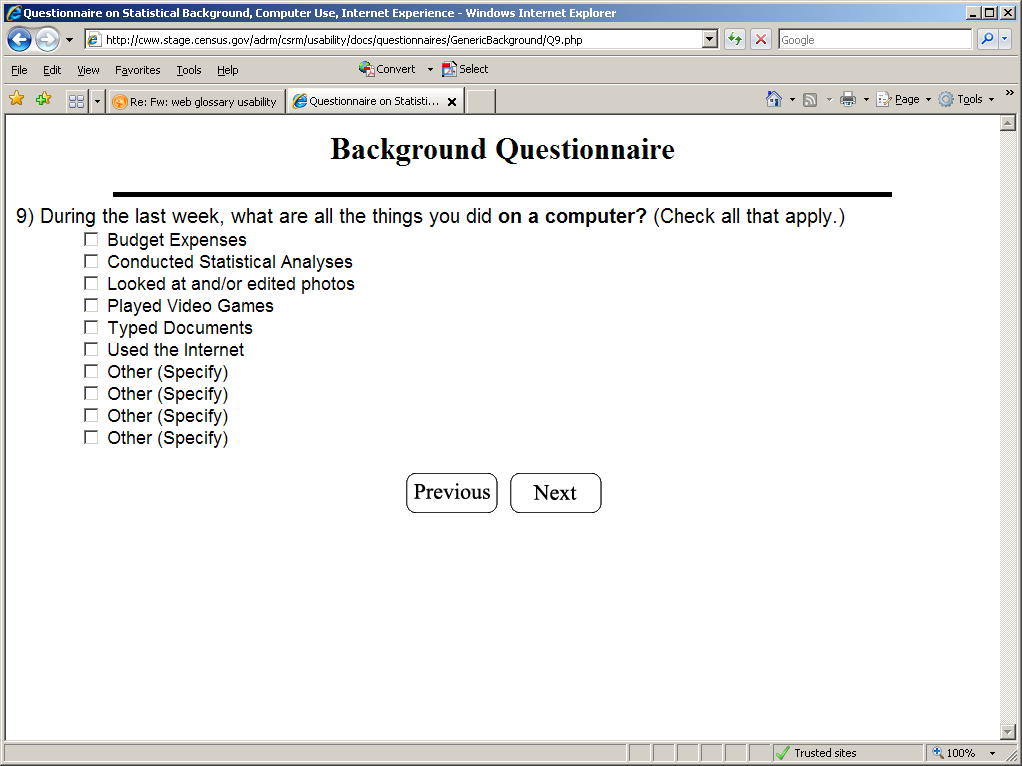 Questionnaire on Statistical Background, Computer Use, Internet Experience - Windows Internet Explorer
http://cww.stage.census.gov/adrm/csrm/usability/docs/questionnaires/GenericBackground/Q9.php
Google
File Edit View Favorites Tools Help Convert Select
Re: Fw: web glossary usability Questionnaire on Statisti... Page Tools
Background Questionnaire
9) During the last week, what are all the things you did on a computer? (Check all that apply.)
Budget Expenses
Conducted Statistical Analyses
Looked at and/or edited photos
Played Video Games
Typed Documents
Used the Internet
Other (Specify)
Other (Specify)
Other (Specify)
Other (Specify)
Previous Next
Trusted sites 100%